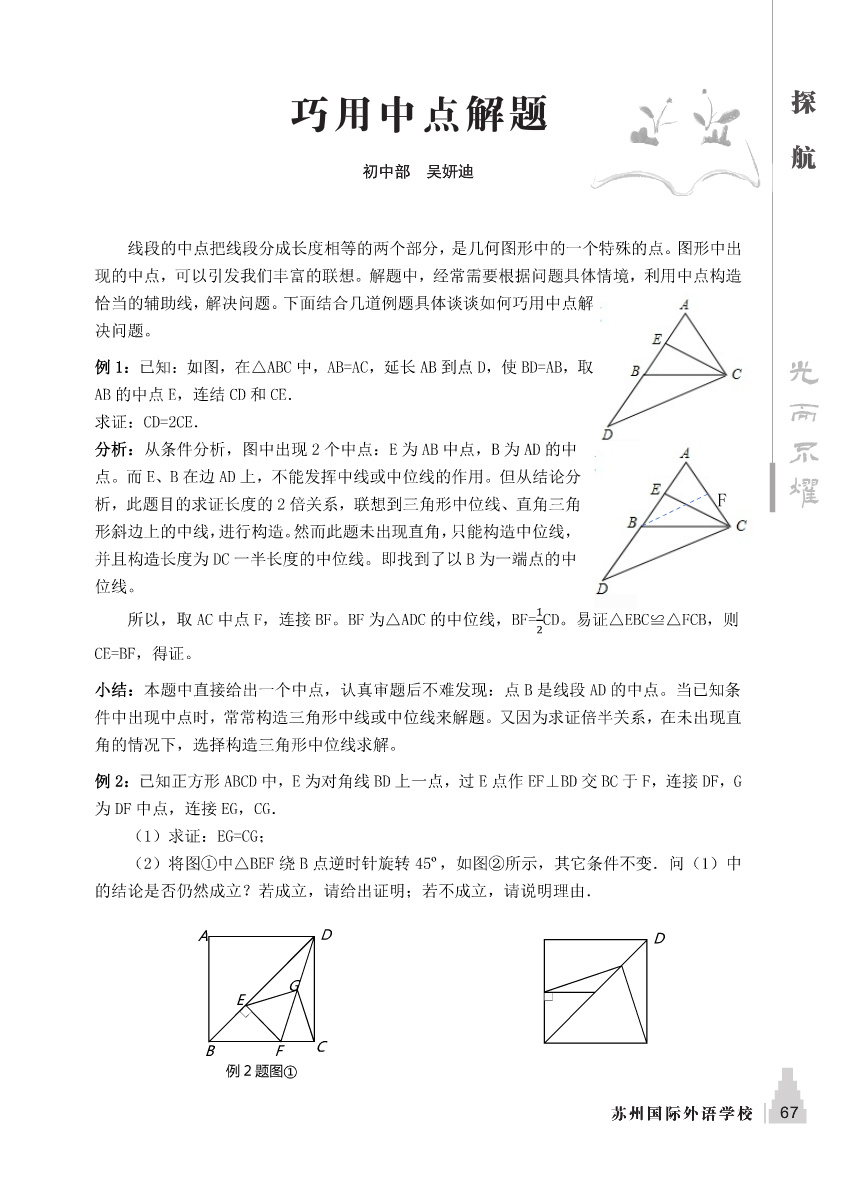 巧用中点解题
初中部 吴妍迪
线段的中点把线段分成长度相等的两个部分，是几何图形中的一个特殊的点。图形中出
现的中点，可以引发我们丰富的联想。解题中，经常需要根据问题具体情境，利用中点构造
恰当的辅助线，解决问题。下面结合几道例题具体谈谈如何巧用中点解
决问题。
例 1：已知：如图，在△ABC 中，AB=AC，延长 AB 到点 D，使 BD=AB，取
AB 的中点 E，连结 CD 和 CE．
求证：CD=2CE．
分析：从条件分析，图中出现 2 个中点：E 为 AB 中点，B 为 AD 的中
点。而 E、B 在边 AD 上，不能发挥中线或中位线的作用。但从结论分
析，此题目的求证长度的 2 倍关系，联想到三角形中位线、直角三角
形斜边上的中线，进行构造。然而此题未出现直角，只能构造中位线，
并且构造长度为 DC 一半长度的中位线。即找到了以 B 为一端点的中
位线。
A
E
B
C
D
A
E
F
B
C
D
所以，取 AC 中点 F，连接 BF。BF 为△ADC 的中位线，BF=1/2CD。易证△EBC≌△FCB，则
CE=BF，得证。
小结：本题中直接给出一个中点，认真审题后不难发现：点 B 是线段 AD 的中点。当已知条
件中出现中点时，常常构造三角形中线或中位线来解题。又因为求证倍半关系，在未出现直
角的情况下，选择构造三角形中位线求解。
例 2：已知正方形 ABCD 中，E 为对角线 BD 上一点，过 E 点作 EF⊥BD 交 BC 于 F，连接 DF，G
为 DF 中点，连接 EG，CG．
（1）求证：EG=CG；
（2）将图①中△BEF 绕 B 点逆时针旋转 45º，如图②所示，其它条件不变．问（1）中
的结论是否仍然成立？若成立，请给出证明；若不成立，请说明理由．
A
D
G
E
B
F
C
例 2 题图①
D
探航
光而不耀
苏州国际外语学校 67